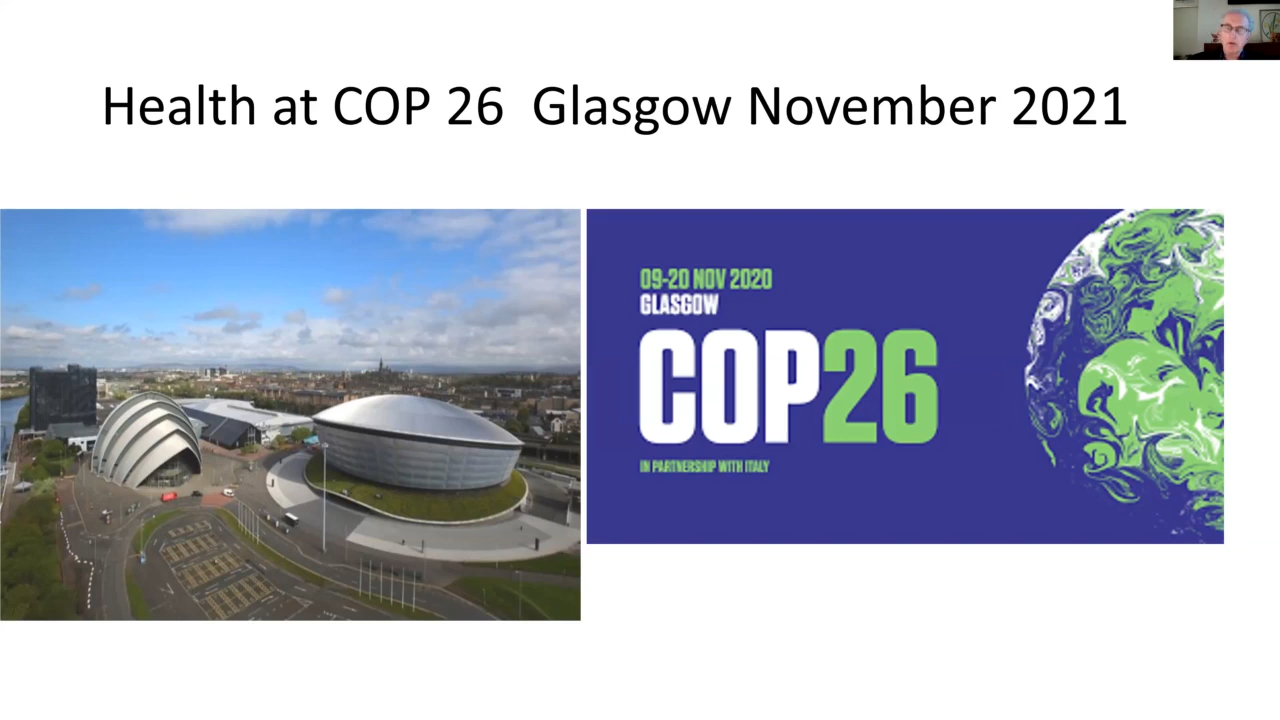 Health at COP 26 Glasgow November 2021
09-20 NOV 2020
GLASGOW
COP26
IN PARTNERSHIP WITH ITALY